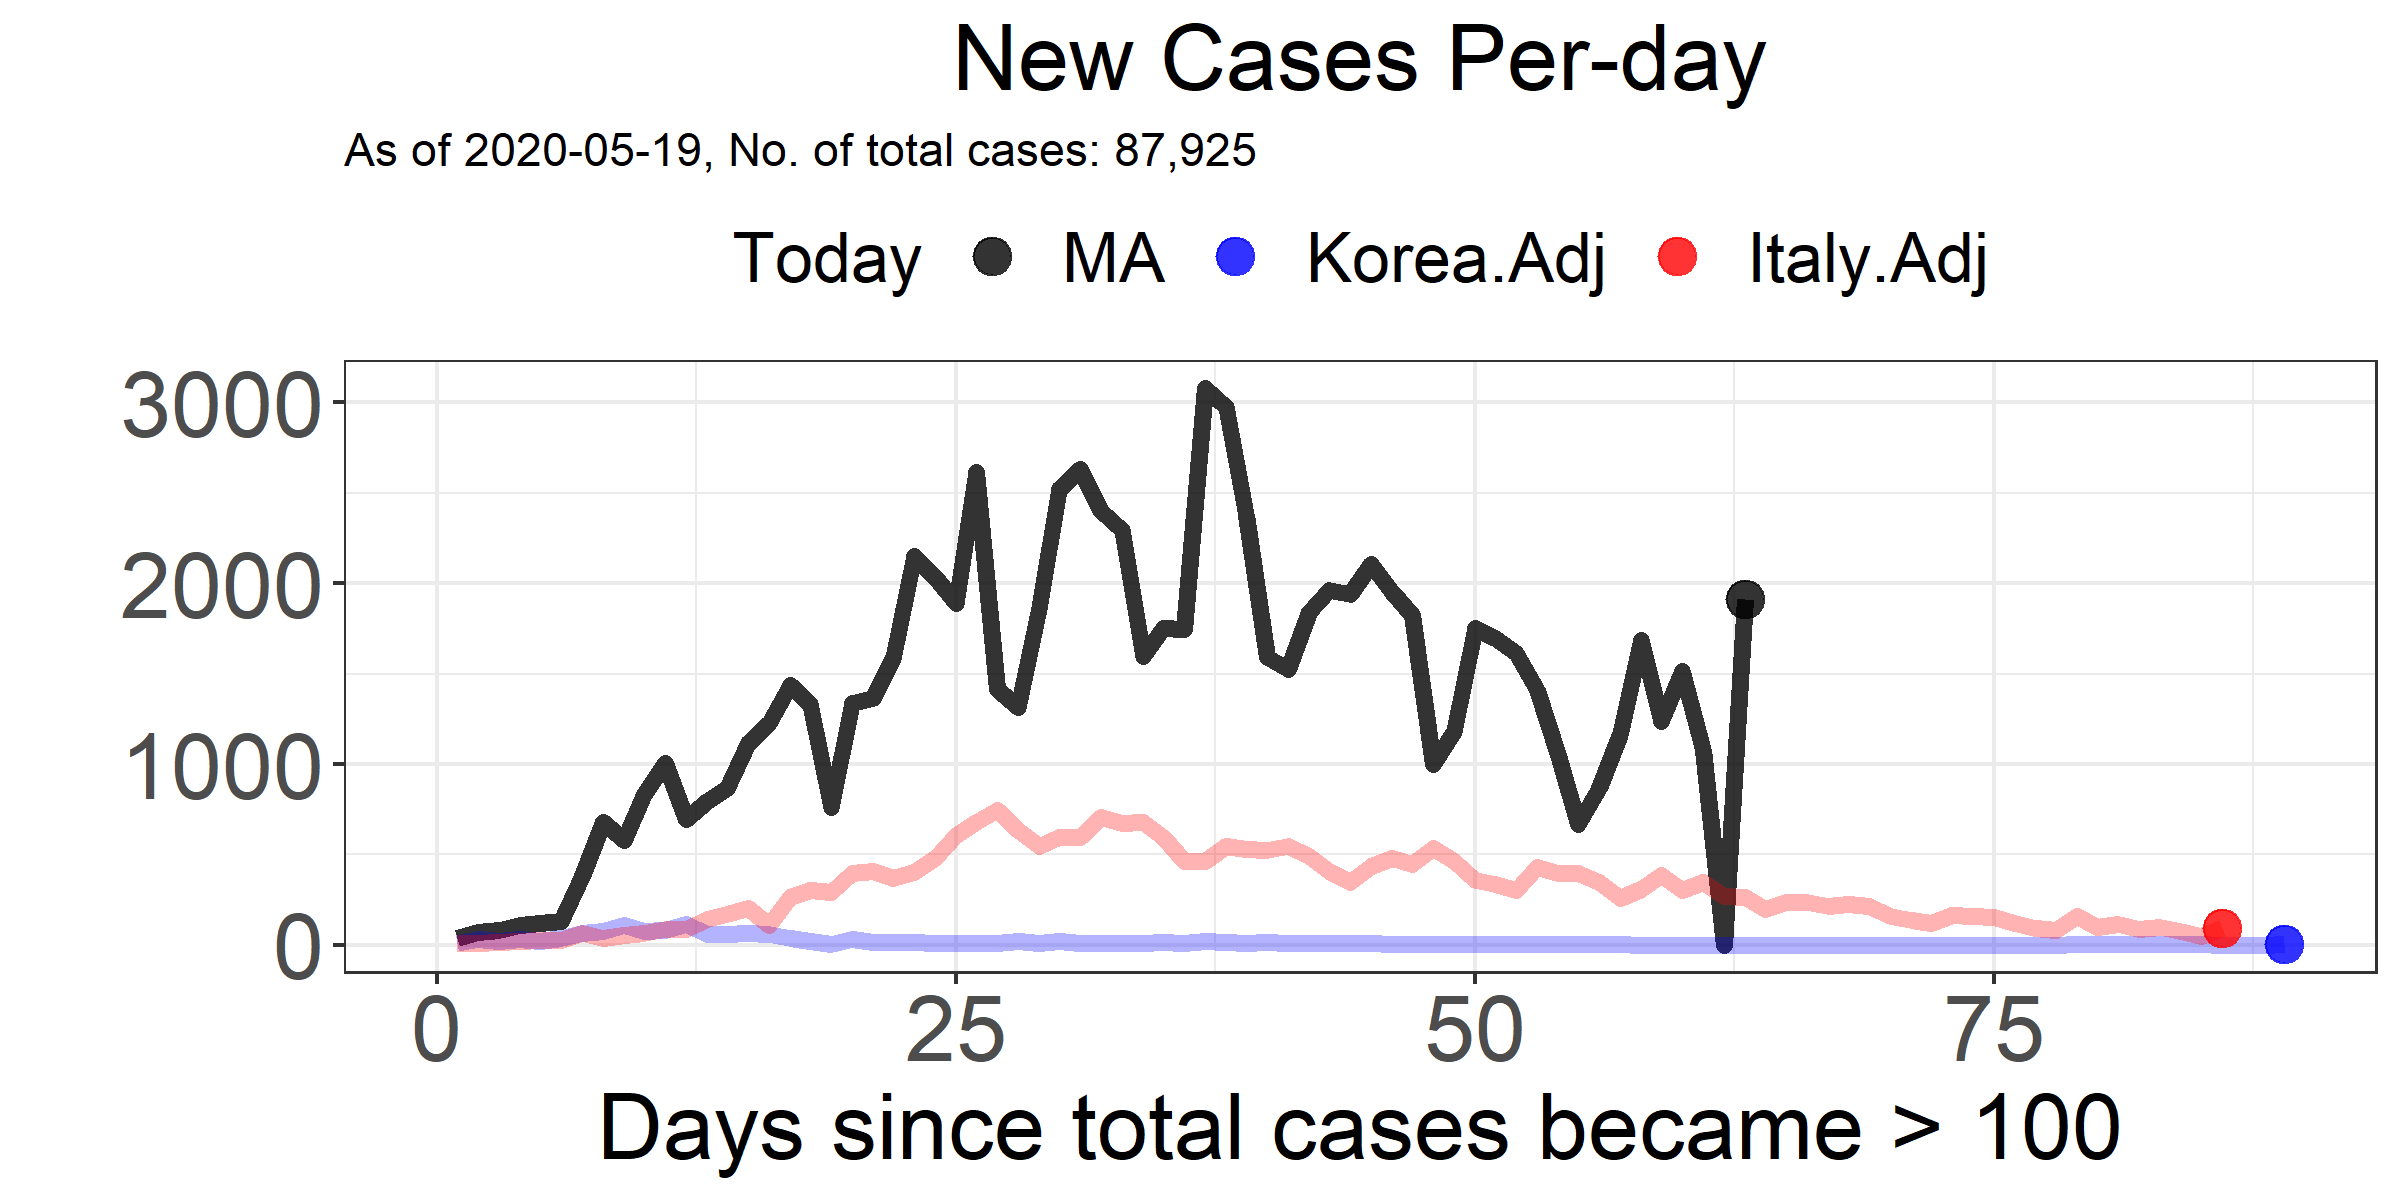 New Cases Per-day
As of 2020-05-19, No. of total cases: 87,925
Today MA Korea.Adj Italy.Adj
3000
2000
1000
0
0 25 50 75
Days since total cases became > 100